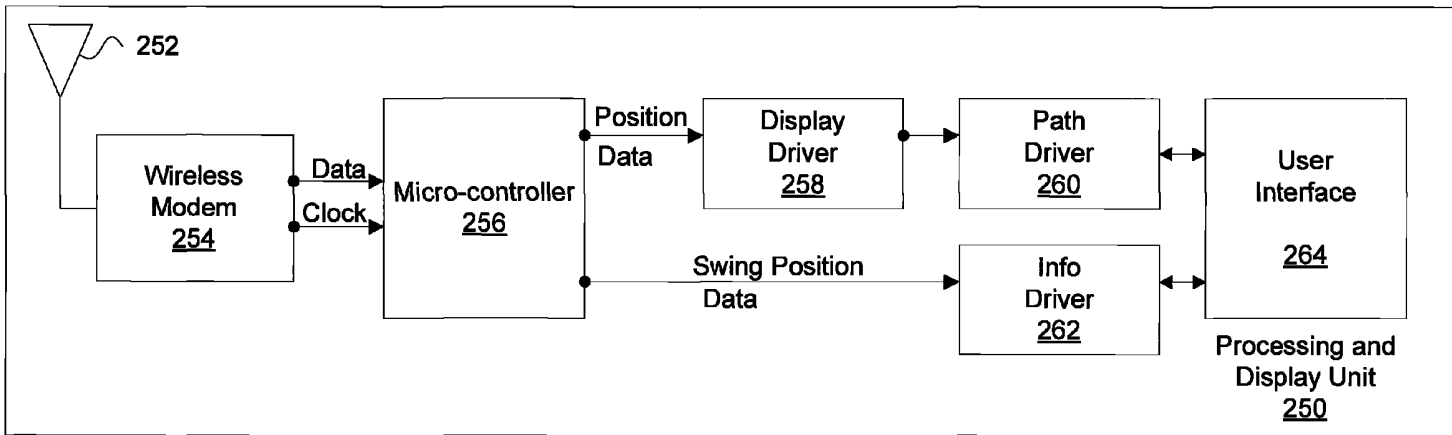 252
Wireless
Modem
254
Data
Clock
Micro-controller
256
Position
Data
Display
Driver
258
Path
Driver
260
Swing Position
Data
Info
Driver
262
User
Interface
264
Processing and
Display Unit
250